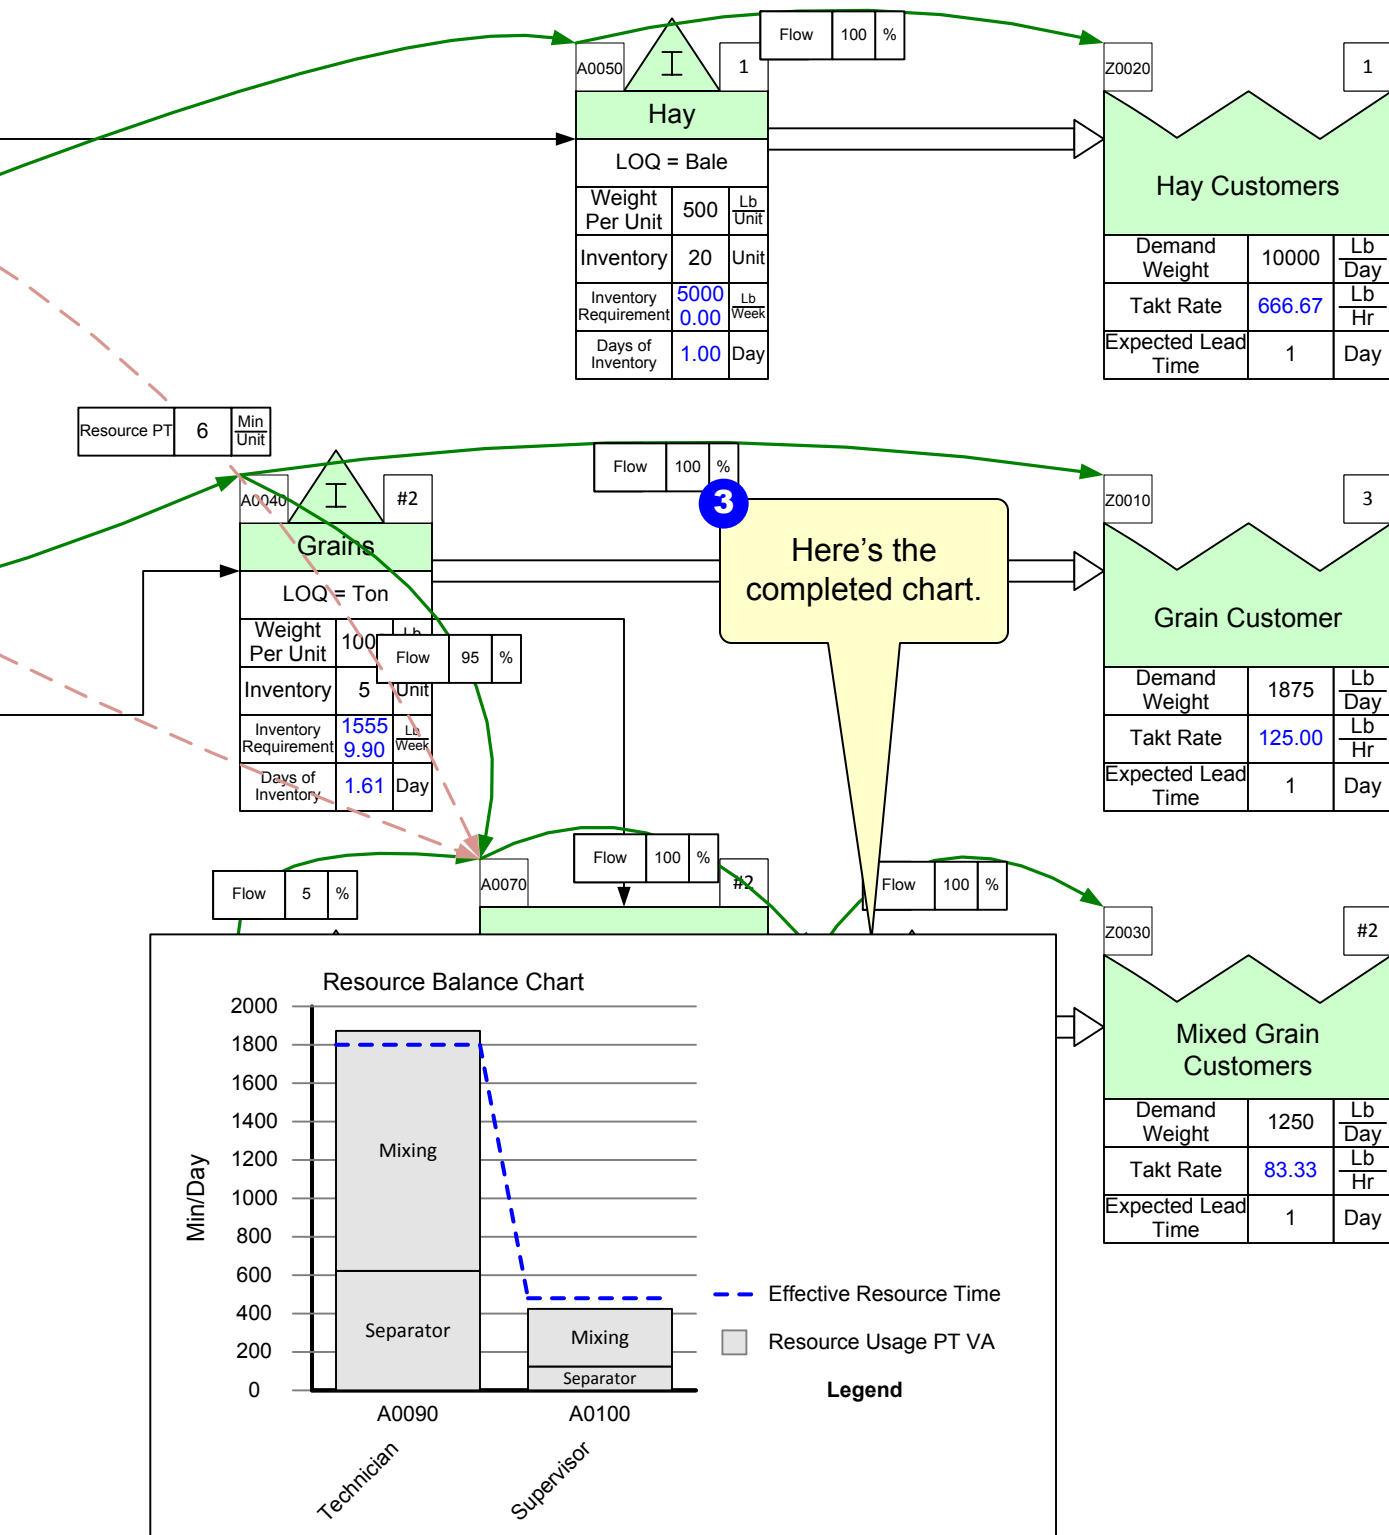 Flow 100 %
A0050 I 1
Hay
LOQ = Bale
Weight
Per Unit 500 Lb
Unit
Inventory 20 Unit
Inventory
Requirement 5000
0.00 Lb
Week
Days of
Inventory 1.00 Day
Z0020 1
Hay Customers
Demand
Weight 10000 Lb
Day
Takt Rate 666.67 Lb
Hr
Expected Lead
Time 1 Day
Resource PT 6 Min
Unit
A0040 I #2
Grains
LOQ = Ton
Weight
Per Unit 100 Lb
Inventory 5 Unit
Inventory
Requirement 1555
9.90 Lb
Week
Days of
Inventory 1.61 Day
Flow 95 %
Flow 100 %
3
Here's the
completed chart.
Z0010 3
Grain Customer
Demand
Weight 1875 Lb
Day
Takt Rate 125.00 Lb
Hr
Expected Lead
Time 1 Day
Flow 5 %
A0070 #2
Flow 100 %
Flow 100 %
Z0030 #2
Mixed Grain
Customers
Demand
Weight 1250 Lb
Day
Takt Rate 83.33 Lb
Hr
Expected Lead
Time 1 Day
Resource Balance Chart
Min/Day
2000
1800
1600
1400
1200
1000
800
600
400
200
0
Mixing
Separator
Mixing
Separator
A0090 A0100
Technician Supervisor
Effective Resource Time
Resource Usage PT VA
Legend